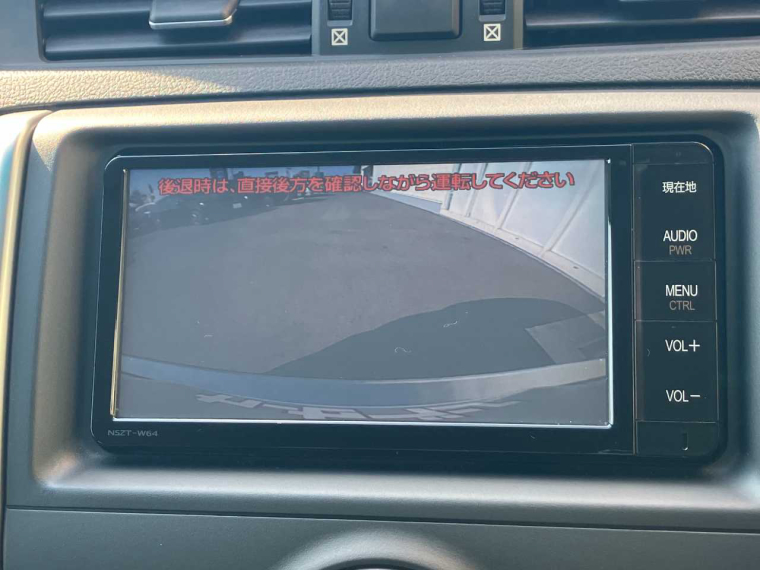 後退時は、直接後方を確認しながら運転してください
現在地
AUDIO
PWR
MENU
CTRL
VOL+
VOL-
NSZT-W64